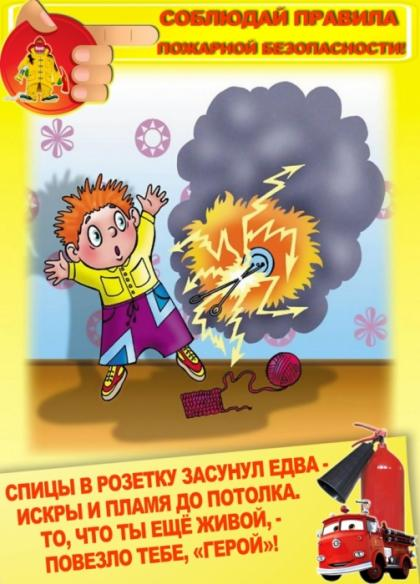 СОБЛЮДАЙ ПРАВИЛА
ПОЖАРНОЙ БЕЗОПАСНОСТИ!
СПИЦЫ В РОЗЕТКУ ЗАСУНУЛ ЕДВА -
ИСКРЫ И ПЛАМЯ ДО ПОТОЛКА.
ТО, ЧТО ТЫ ЕЩЁ ЖИВОЙ, -
ПОВЕЗЛО ТЕБЕ, «ГЕРОЙ»!